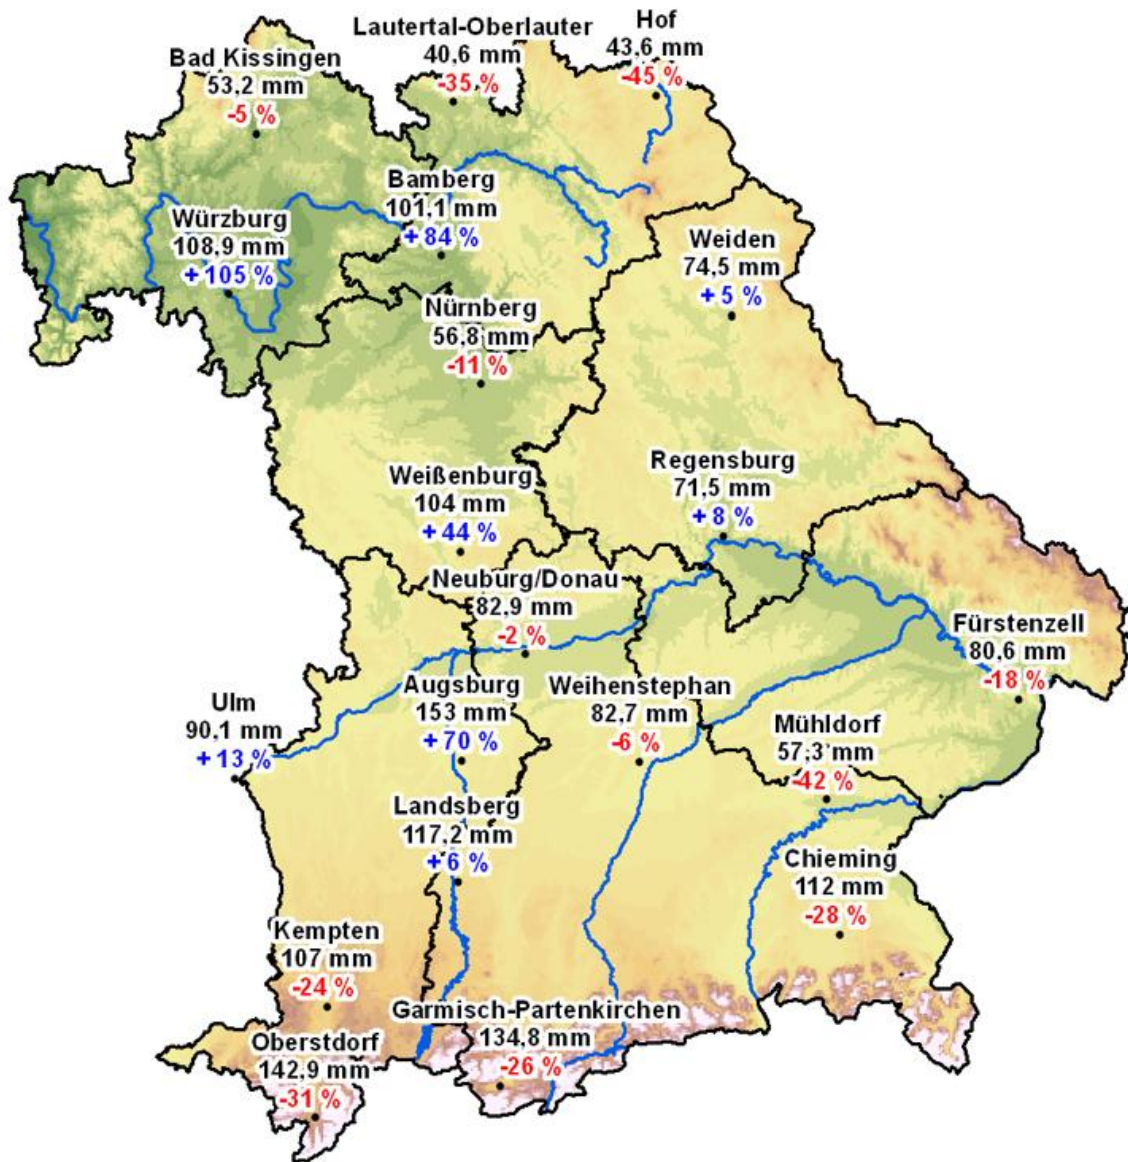 Lautertal-Oberlauter
40,6 mm
-35 %
Hof
43,6 mm
-45 %
Bad Kissingen
53,2 mm
-5 %
Bamberg
101,1 mm
+ 84 %
Würzburg
108,9 mm
+ 105 %
Weiden
74,5 mm
+ 5 %
Nürnberg
56,8 mm
-11 %
Weißenburg
104 mm
+ 44 %
Regensburg
71,5 mm
+ 8 %
Neuburg/Donau
82,9 mm
-2 %
Fürstenzell
80,6 mm
-18 %
Ulm
90,1 mm
+ 13 %
Augsburg
153 mm
+ 70 %
Weihenstephan
82,7 mm
-6 %
Mühldorf
57,3 mm
-42 %
Landsberg
117,2 mm
+ 6 %
Chieming
112 mm
-28 %
Kempten
107 mm
-24 %
Garmisch-Partenkirchen
134,8 mm
-26 %
Oberstdorf
142,9 mm
-31 %